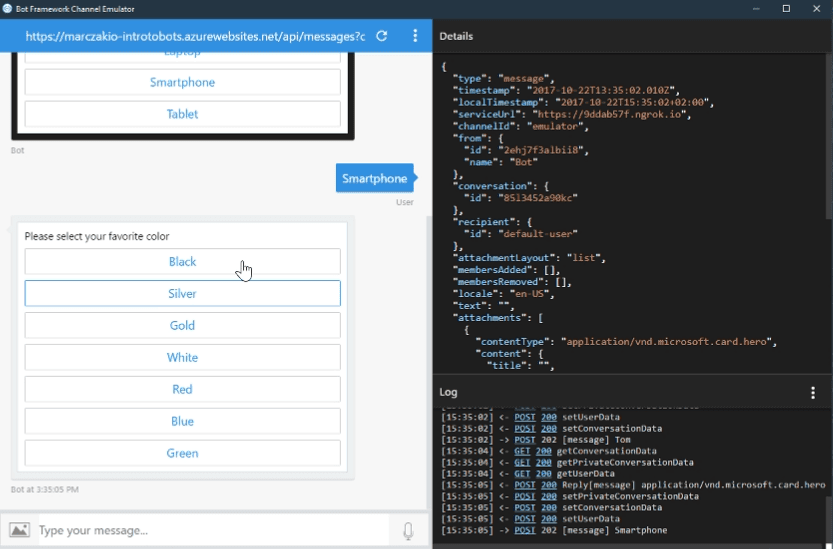 Bot Framework Channel Emulator
https://marczakio-introtobots.azurewebsites.net/api/messages?c
Laptop
Smartphone
Tablet
Bot
Smartphone
User
Please select your favorite color
Black
Silver
Gold
White
Red
Blue
Green
Bot at 3:35:05 PM
Type your message...
Details
{
"type": "message",
"timestamp": "2017-10-22T13:35:02.010Z",
"localTimestamp": "2017-10-22T15:35:02+02:00",
"serviceUrl": "https://9ddab57f.ngrok.io",
"channelId": "emulator",
"from": {
"id": "2ehj7f3albii8",
"name": "Bot"
},
"conversation": {
"id": "85l3452a90kc"
},
"recipient": {
"id": "default-user"
},
"attachmentLayout": "list",
"membersAdded": [],
"membersRemoved": [],
"locale": "en-US",
"text": "",
"attachments": [
{
"contentType": "application/vnd.microsoft.card.hero",
"content": {
"title": "",
Log
[15:35:02] <- POST 200 setUserData
[15:35:02] <- POST 200 setConversationData
[15:35:02] -> POST 202 [message] Tom
[15:35:04] <- GET 200 getConversationData
[15:35:04] <- GET 200 getPrivateConversationData
[15:35:04] <- GET 200 getUserData
[15:35:05] <- POST 200 Reply[message] application/vnd.microsoft.card.hero
[15:35:05] <- POST 200 setPrivateConversationData
[15:35:05] <- POST 200 setConversationData
[15:35:05] <- POST 200 setUserData
[15:35:05] -> POST 202 [message] Smartphone